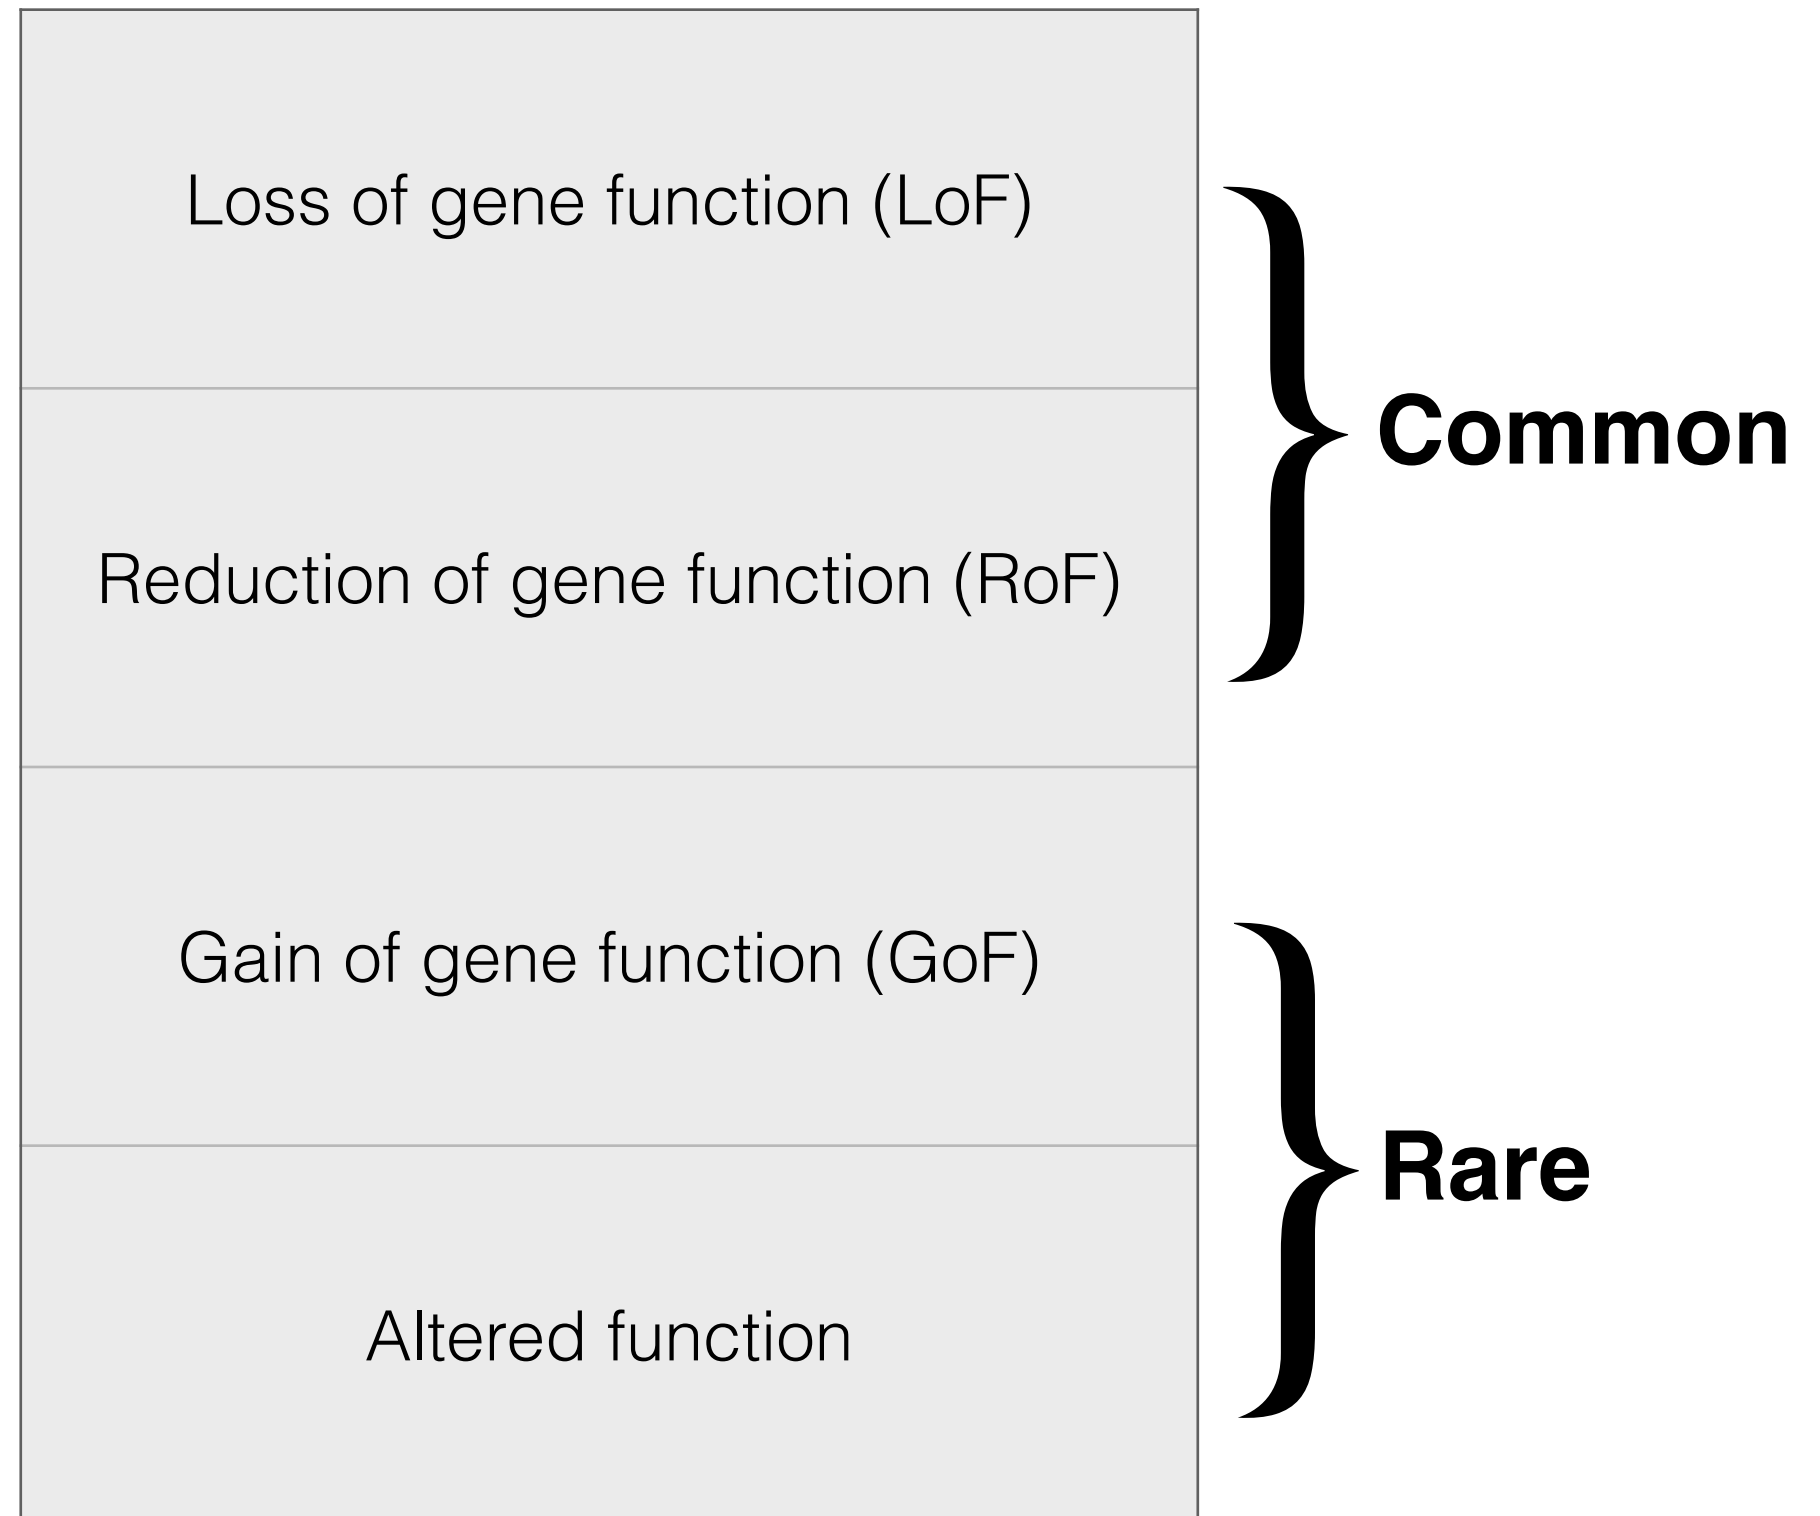 Loss of gene function (LoF)
Reduction of gene function (RoF)
Common
Gain of gene function (GoF)
Altered function
Rare